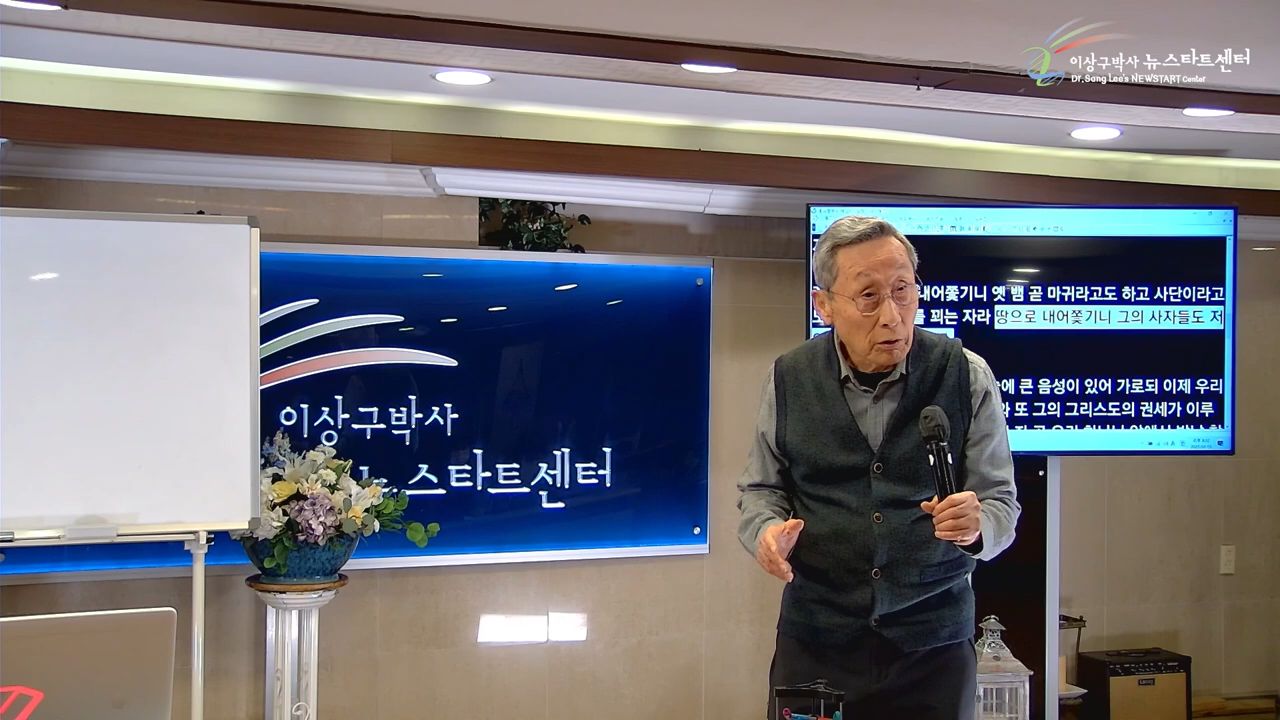 이상구박사 뉴스타트센터
Dr. Sang Lee's NEWSTART Center
내어쫓기니 옛 뱀 곧 마귀라고도 하고 사단이라고
를 꾀는 자라 땅으로 내어쫓기니 그의 사자들도 저
에 큰 음성이 있어 가로되 이제 우리
또 그의 그리스도의 권세가 이루
이상구박사
뉴스타트센터
Laney